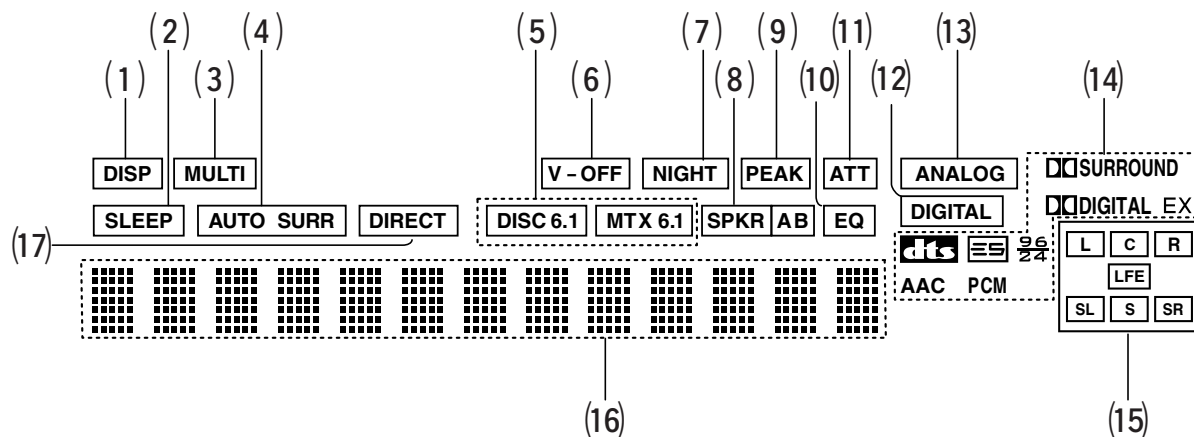 (2) (4) (5) (7) (9) (11) (13)
(1) (3) (6) (8) (10) (12) (14)
DISP MULTI V-OFF NIGHT PEAK ATT ANALOG SURROUND
SLEEP AUTO SURR DIRECT DISC 6.1 MTX 6.1 SPKR AB EQ DIGITAL DIGITAL EX
(17) dts ES 96/24 L C R
AAC PCM LFE
SL S SR
(16) (15)